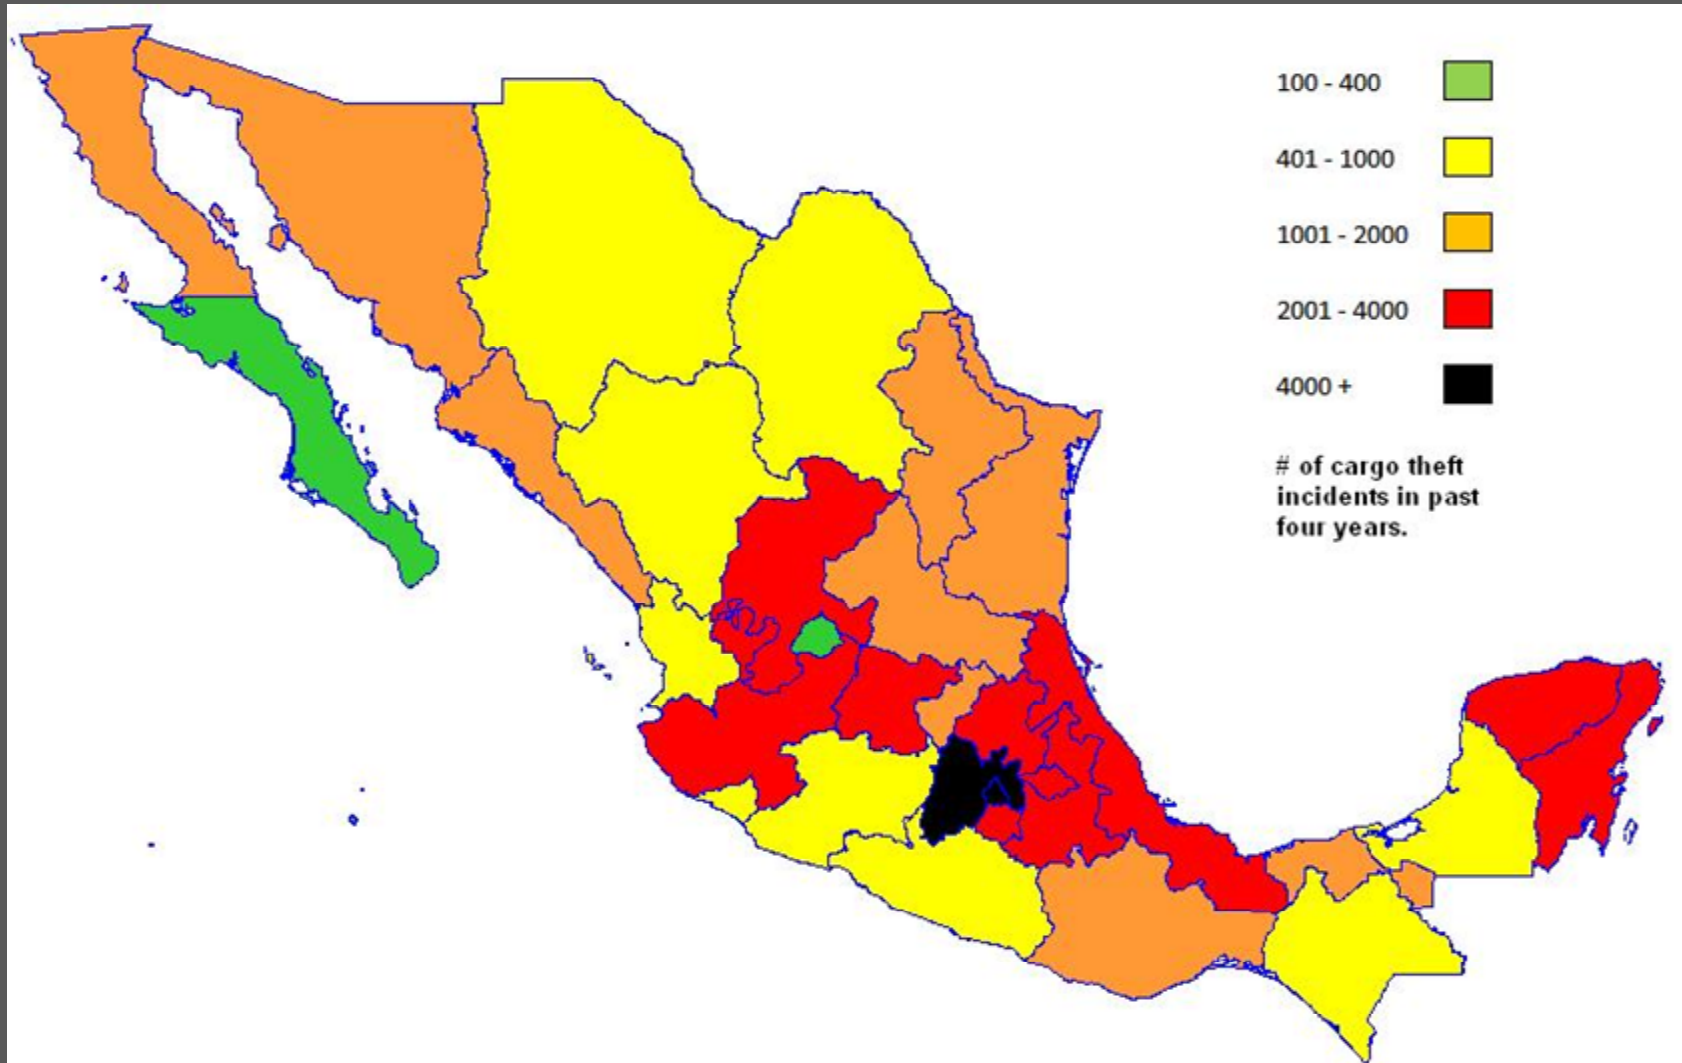 100 - 400
401 - 1000
1001 - 2000
2001 - 4000
4000 +
# of cargo theft
incidents in past
four years.